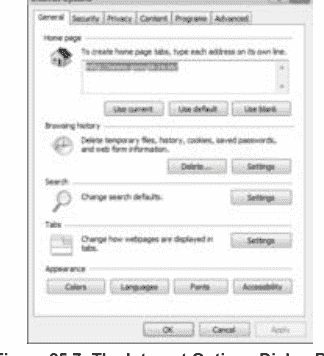 General Security Privacy Content Programs Advanced
Home page
To create home page tabs, type each address on its own line.
Use current Use default Use blank
Browsing history
Delete temporary files, history, cookies, saved passwords,
and web form information.
Delete... Settings
Search
Change search defaults. Settings
Tabs
Change how webpages are displayed in
tabs. Settings
Appearance
Colors Languages Fonts Accessibility
OK Cancel Apply